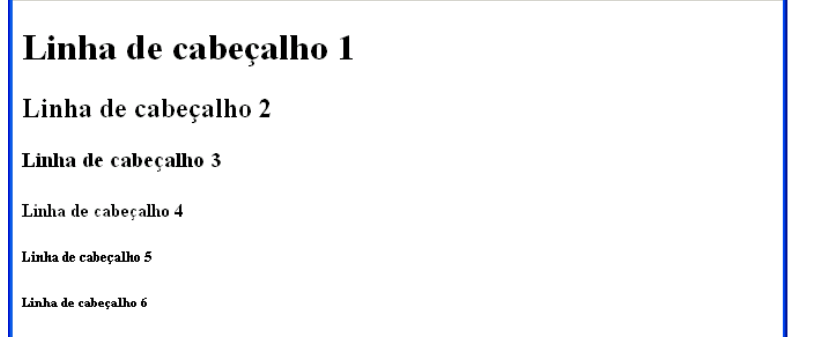 Linha de cabeçalho 1
Linha de cabeçalho 2
Linha de cabeçalho 3
Linha de cabeçalho 4
Linha de cabeçalho 5
Linha de cabeçalho 6